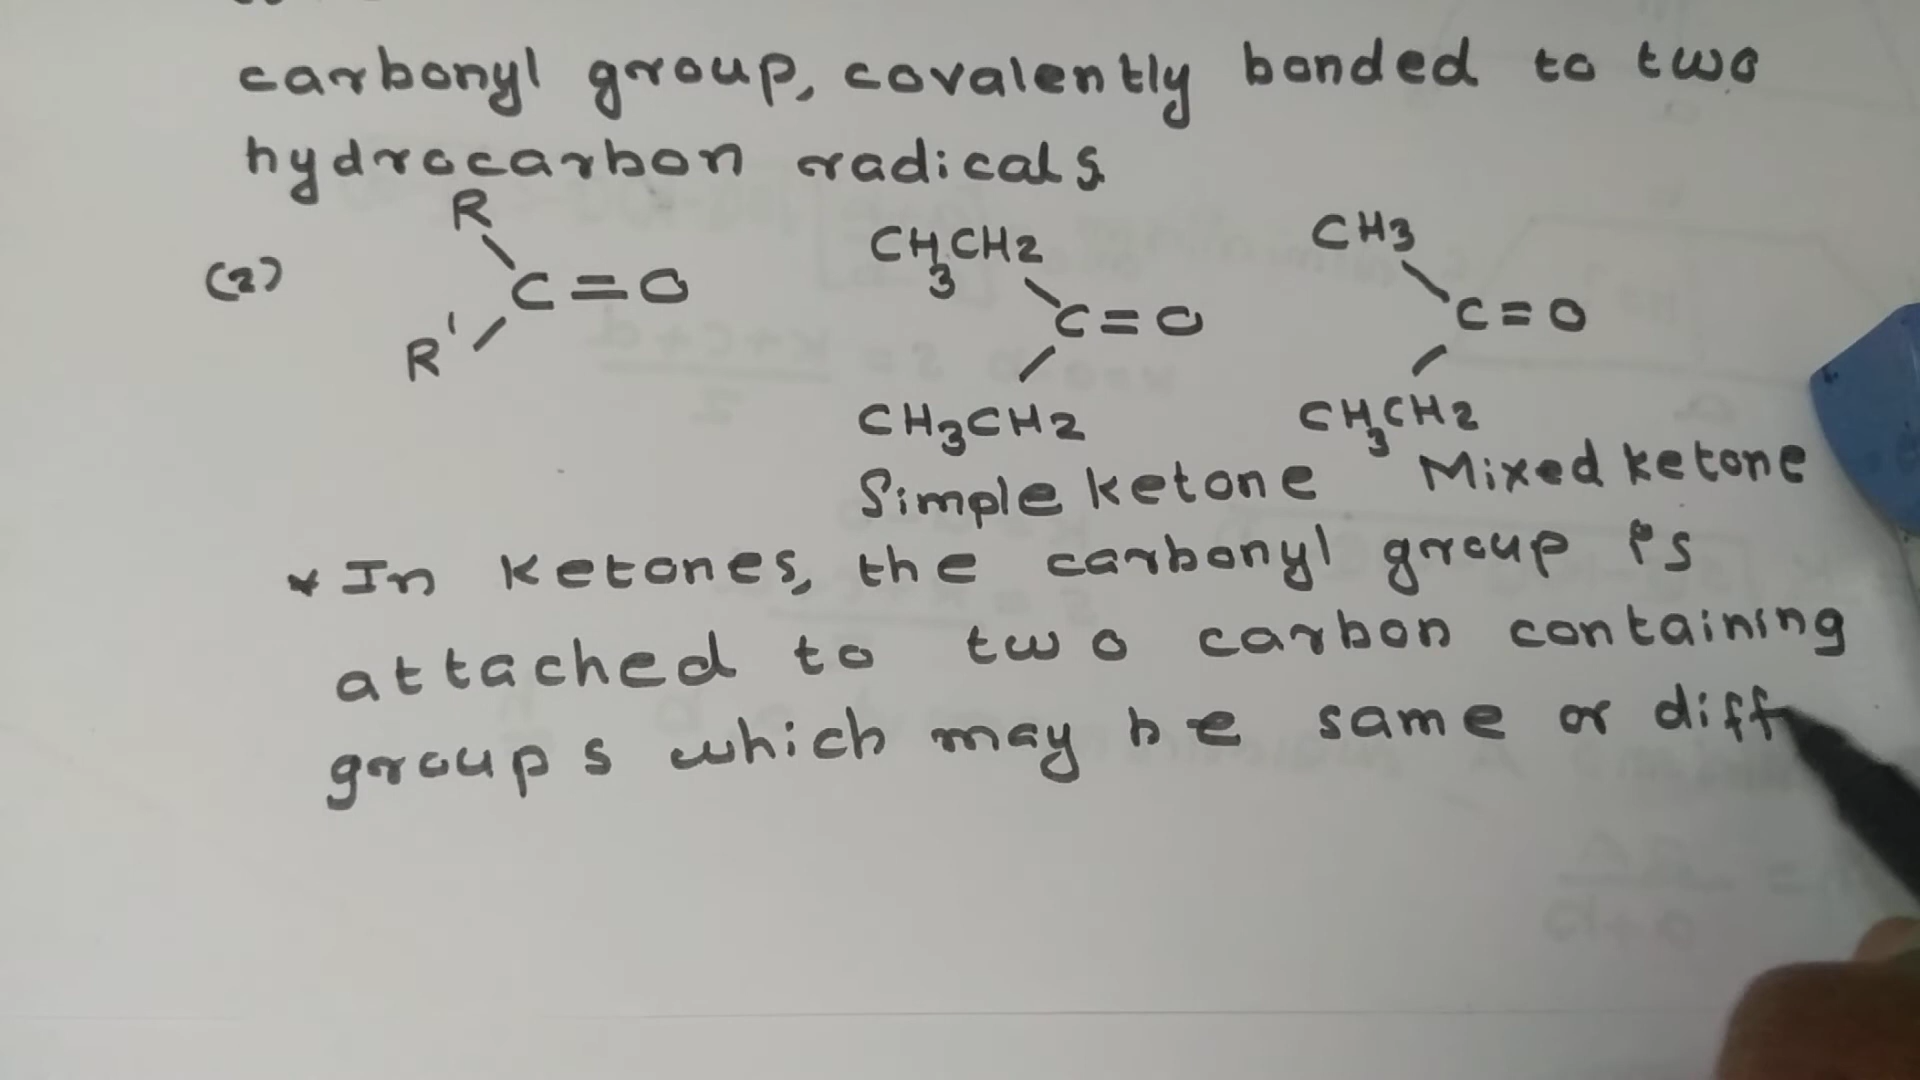 carbonyl group, covalently bonded to two
hydrocarbon radicals
(2)
R
C=O
R'
CH3CH2
C=O
CH3CH2
Simple ketone
CH3
C=O
CH3CH2
Mixed ketone
* In Ketones, the carbonyl group is
attached to two carbon containing
groups which may be same or diff